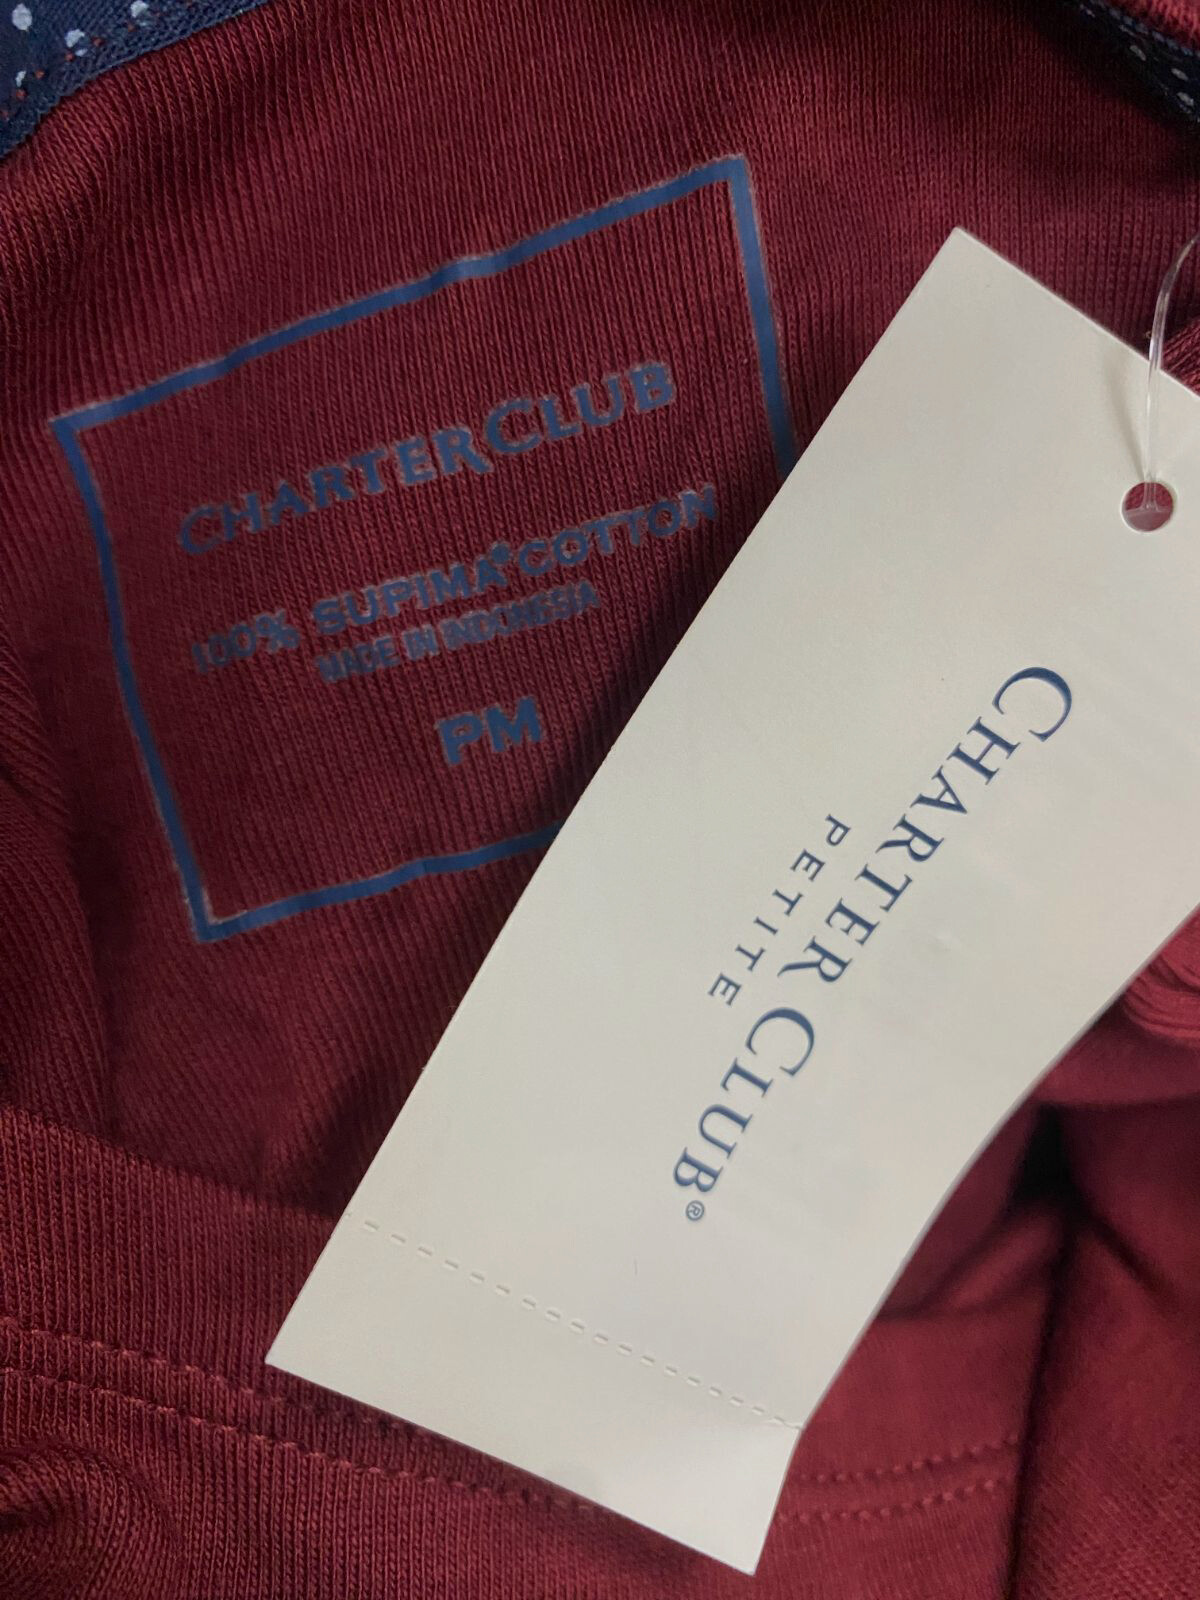 CHARTER CLUB
100% SUPIMA® COTTON
MADE IN INDONESIA
PM
CHARTER CLUB®
PETITE